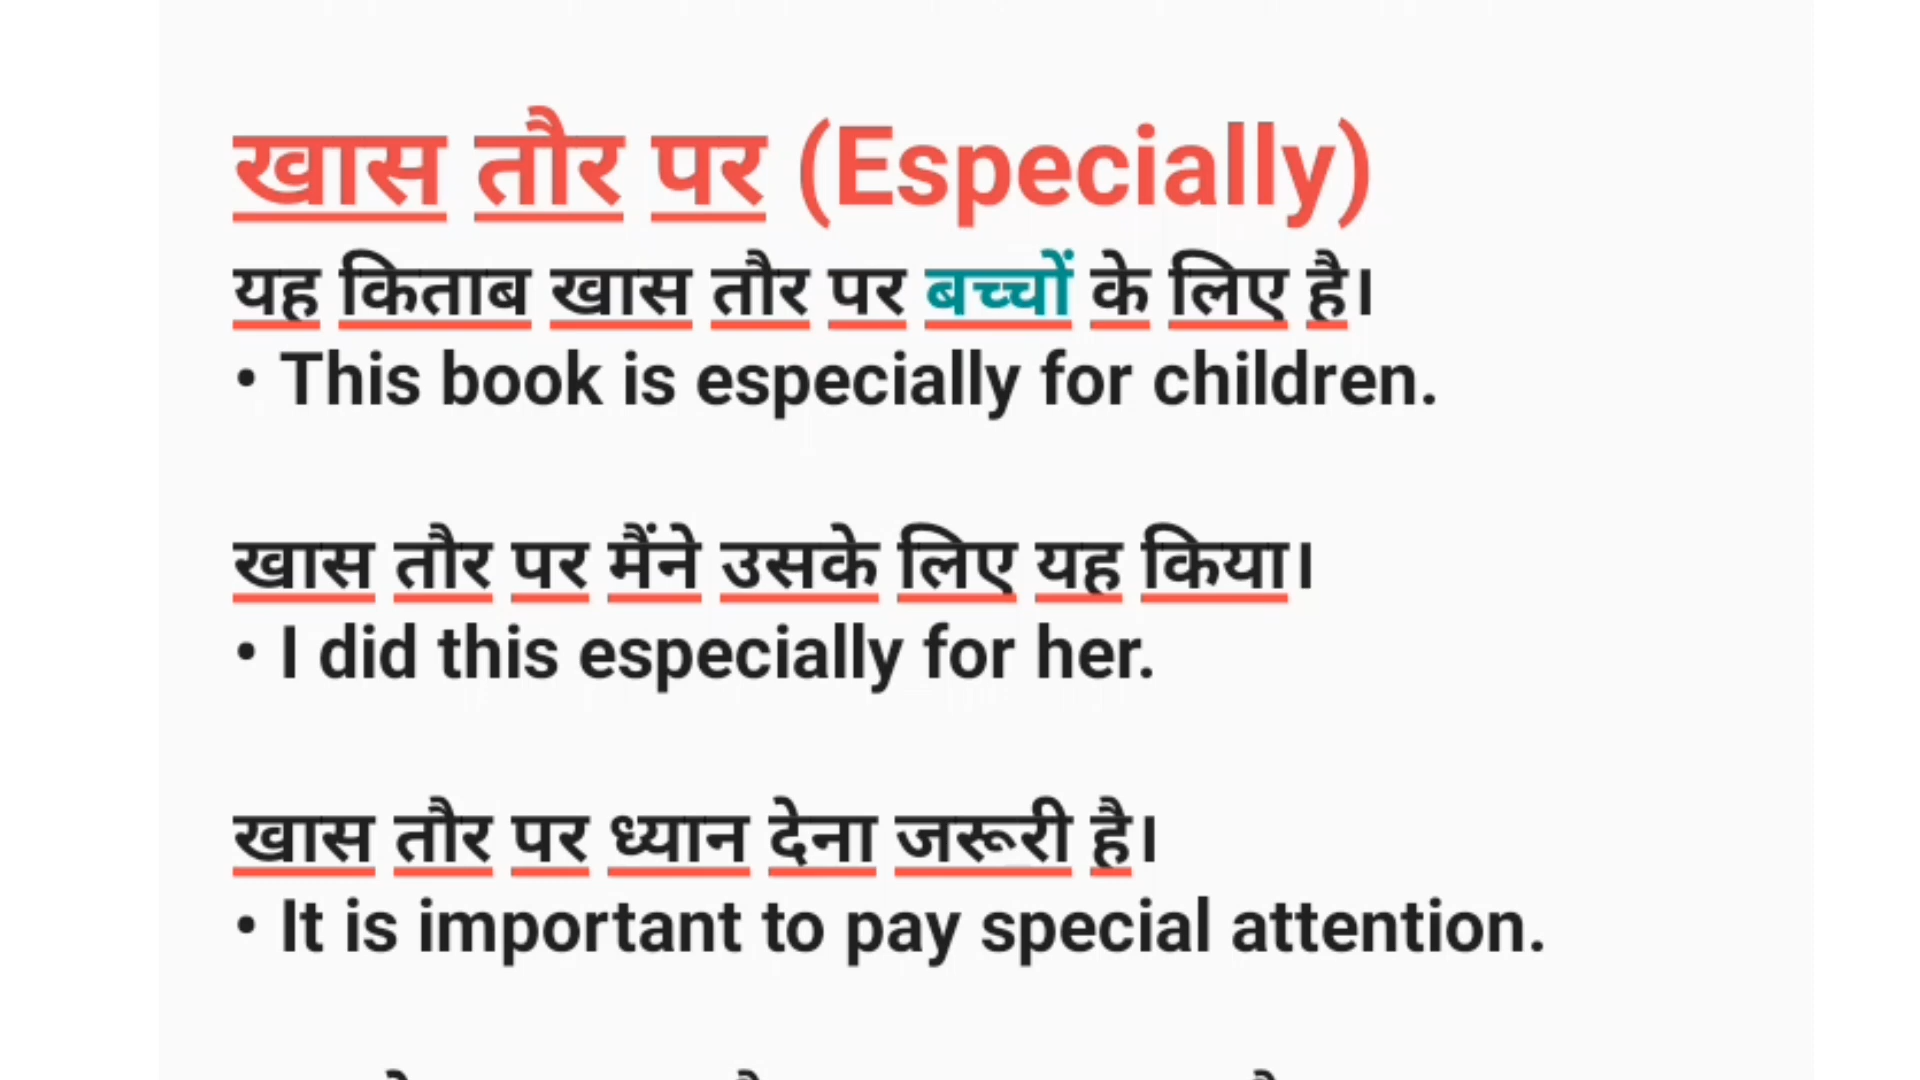 खास तौर पर (Especially)
यह किताब खास तौर पर बच्चों के लिए है।
• This book is especially for children.
खास तौर पर मैंने उसके लिए यह किया।
• I did this especially for her.
खास तौर पर ध्यान देना जरूरी है।
• It is important to pay special attention.